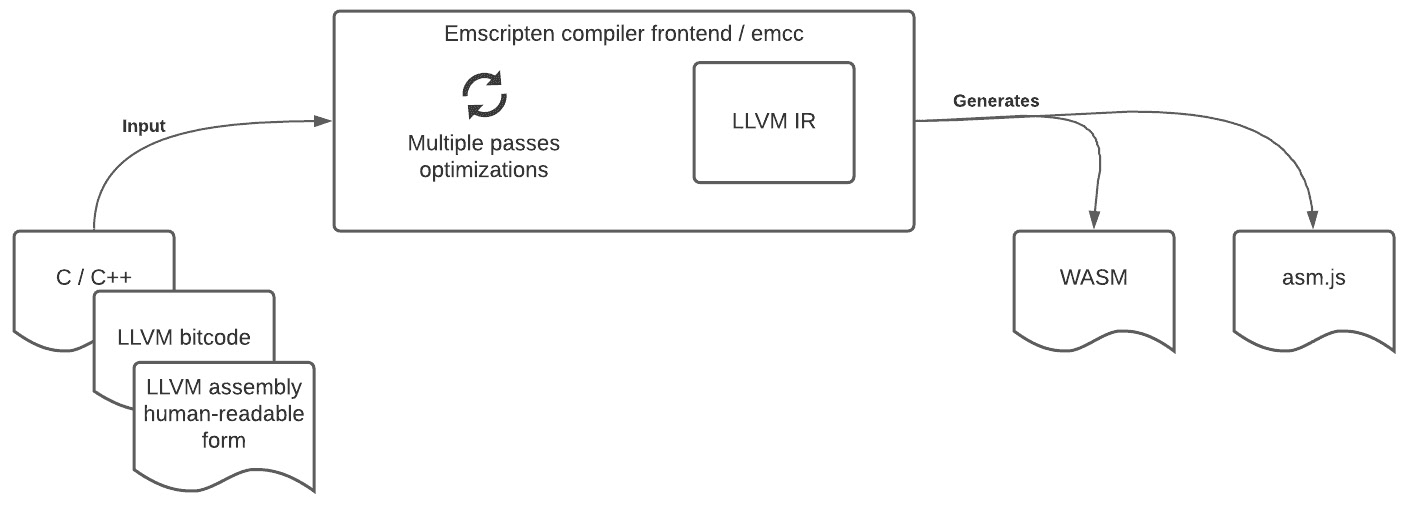 Emscripten compiler frontend / emcc
Multiple passes
optimizations
LLVM IR
Input
Generates
C / C++
LLVM bitcode
LLVM assembly
human-readable
form
WASM
asm.js